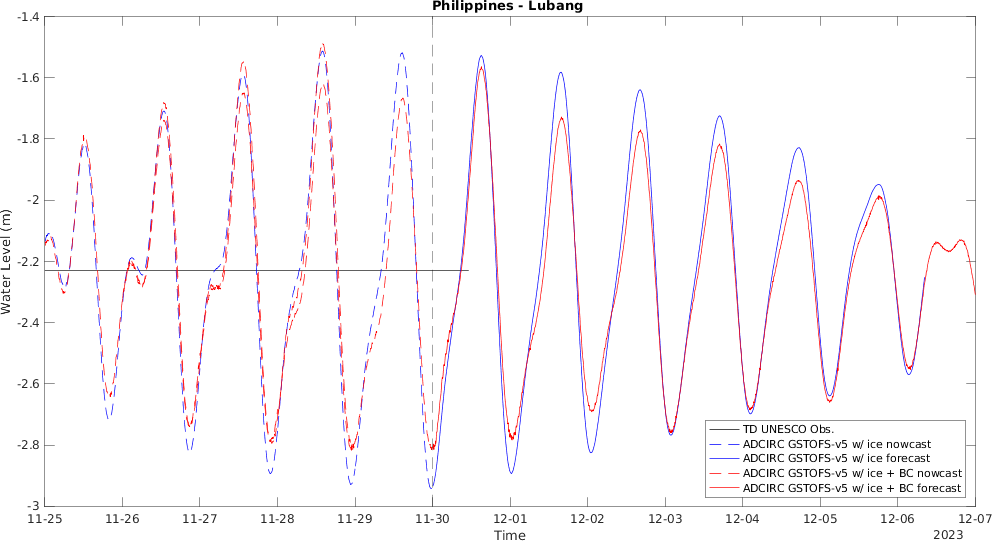 Philippines - Lubang
-1.4
-1.6
-1.8
-2
-2.2
-2.4
-2.6
-2.8
-3
Water Level (m)
11-25 11-26 11-27 11-28 11-29 11-30 12-01 12-02 12-03 12-04 12-05 12-06 12-07
Time
2023
TD UNESCO Obs.
ADCIRC GSTOFS-v5 w/ ice nowcast
ADCIRC GSTOFS-v5 w/ ice forecast
ADCIRC GSTOFS-v5 w/ ice + BC nowcast
ADCIRC GSTOFS-v5 w/ ice + BC forecast